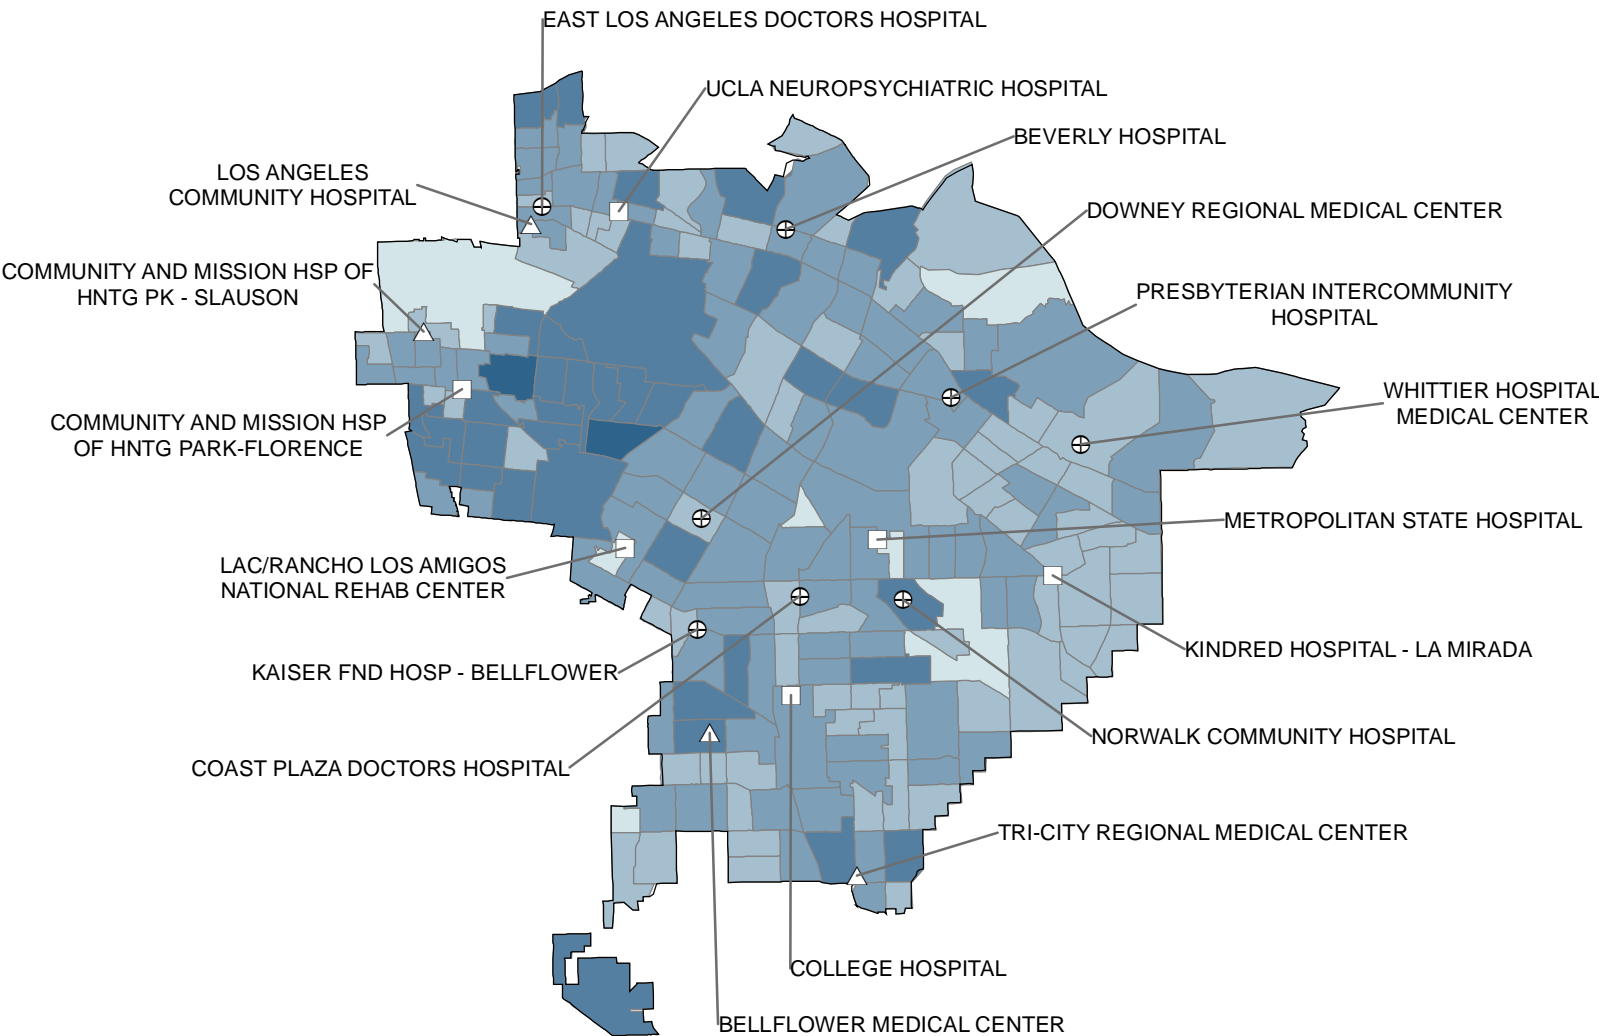 EAST LOS ANGELES DOCTORS HOSPITAL
UCLA NEUROPSYCHIATRIC HOSPITAL
BEVERLY HOSPITAL
LOS ANGELES
COMMUNITY HOSPITAL
DOWNEY REGIONAL MEDICAL CENTER
COMMUNITY AND MISSION HSP OF
HNTG PK - SLAUSON
PRESBYTERIAN INTERCOMMUNITY
HOSPITAL
WHITTIER HOSPITAL
MEDICAL CENTER
COMMUNITY AND MISSION HSP
OF HNTG PARK-FLORENCE
METROPOLITAN STATE HOSPITAL
LAC/RANCHO LOS AMIGOS
NATIONAL REHAB CENTER
KINDRED HOSPITAL - LA MIRADA
KAISER FND HOSP - BELLFLOWER
NORWALK COMMUNITY HOSPITAL
COAST PLAZA DOCTORS HOSPITAL
TRI-CITY REGIONAL MEDICAL CENTER
COLLEGE HOSPITAL
BELLFLOWER MEDICAL CENTER